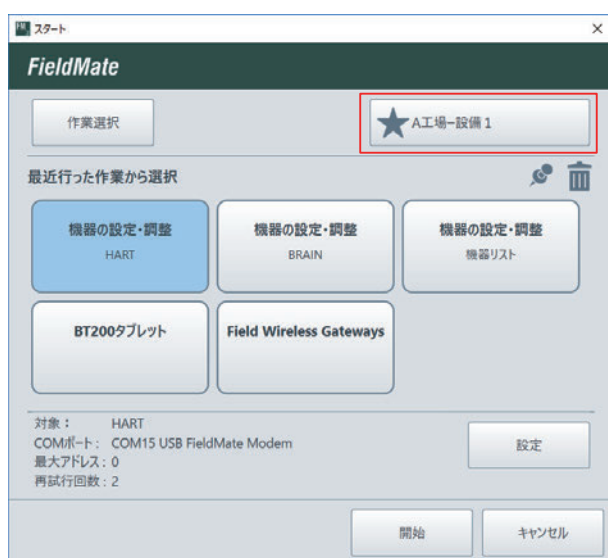 スタート
FieldMate
作業選択
A工場-設備1
最近行った作業から選択
機器の設定・調整
HART
機器の設定・調整
BRAIN
機器の設定・調整
機器リスト
BT200タブレット
Field Wireless Gateways
対象： HART
COMポート： COM15 USB FieldMate Modem
最大アドレス：0
再試行回数：2
設定
開始
キャンセル